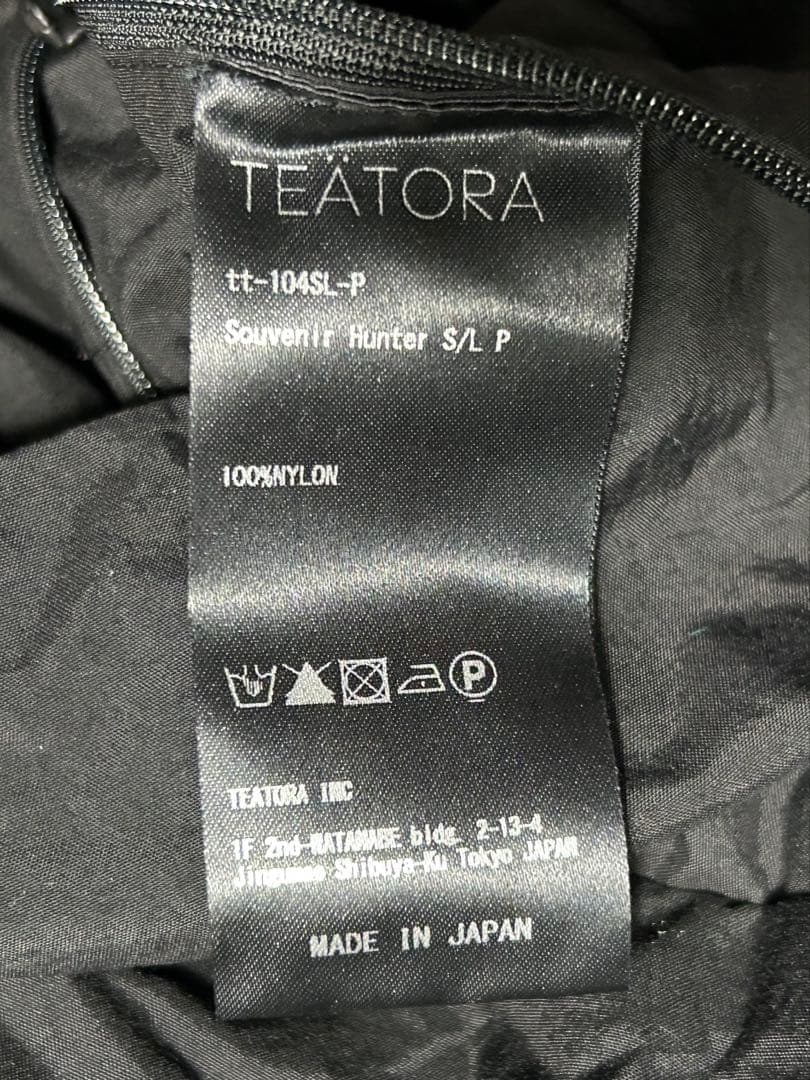 TEÄTORA
tt-104SL-P
Souvenir Hunter S/L P
100%NYLON
P
TEATORA INC
1F 2nd-WATANABE bldg. 2-13-4
Jingumae Shibuya-Ku Tokyo JAPAN
MADE IN JAPAN